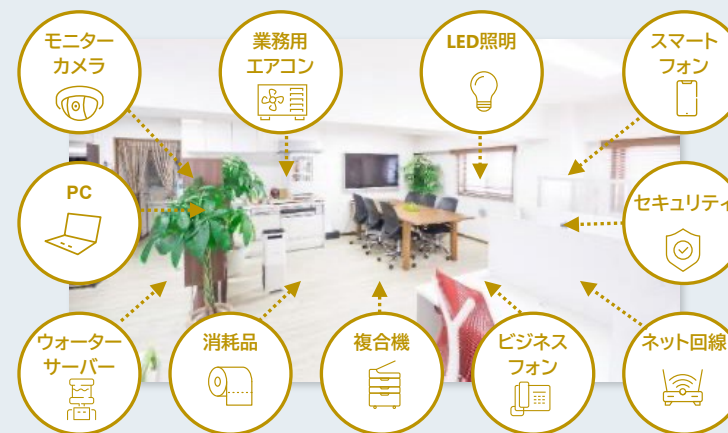 モニター
カメラ
業務用
エアコン
LED照明
スマート
フォン
PC
セキュリティ
ウォーター
サーバー
消耗品
複合機
ビジネス
フォン
ネット回線